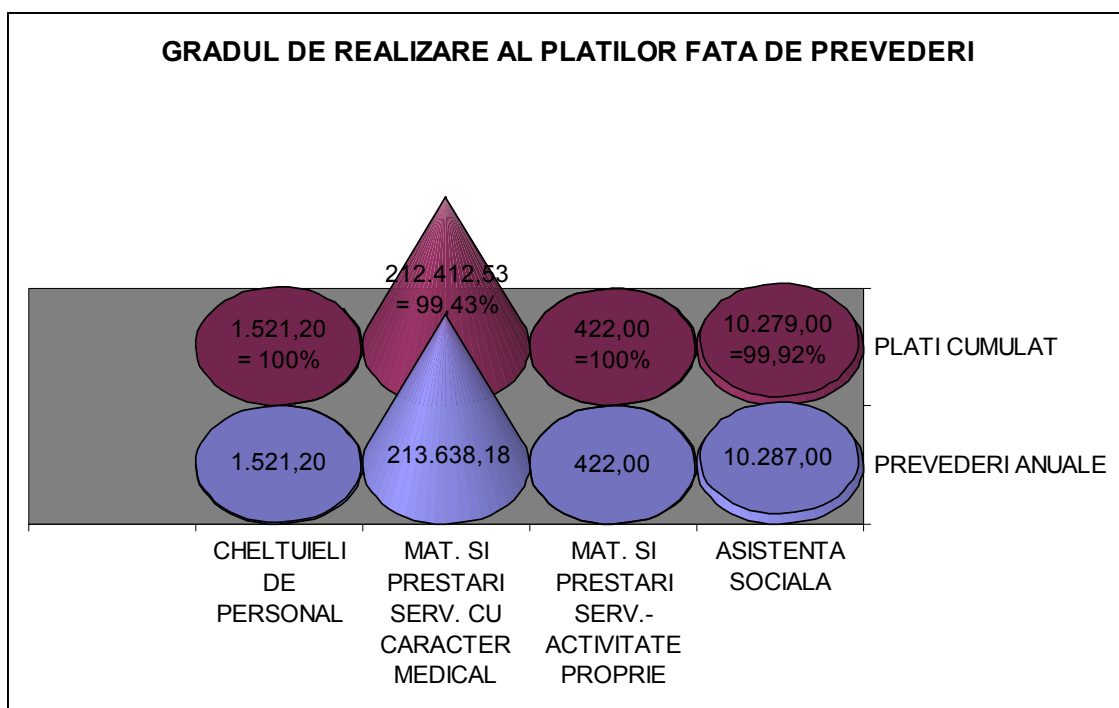 GRADUL DE REALIZARE AL PLATILOR FATA DE PREVEDERI
212.412,53
= 99,43%
1.521,20
= 100%
422,00
=100%
10.279,00
=99,92%
PLATI CUMULAT
1.521,20
213.638,18
422,00
10.287,00
PREVEDERI ANUALE
CHELTUIELI
DE
PERSONAL
MAT. SI
PRESTARI
SERV. CU
CARACTER
MEDICAL
MAT. SI
PRESTARI
SERV.-
ACTIVITATE
PROPRIE
ASISTENTA
SOCIALA